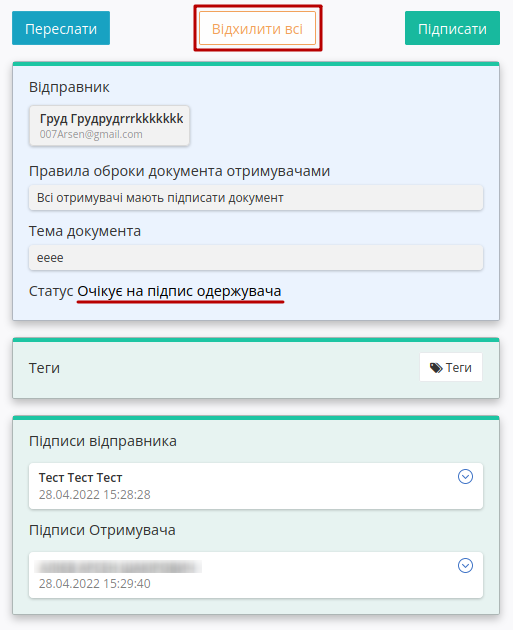 Переслати
Відхилити всі
Підписати
Відправник
Груд Грудрудrrrkkkkkkk
007Arsen@gmail.com
Правила оброки документа отримувачами
Всі отримувачі мають підписати документ
Тема документа
eeee
Статус Очікує на підпис одержувача
Теги
Теги
Підписи відправника
Тест Тест Тест
28.04.2022 15:28:28
Підписи Отримувача
28.04.2022 15:29:40